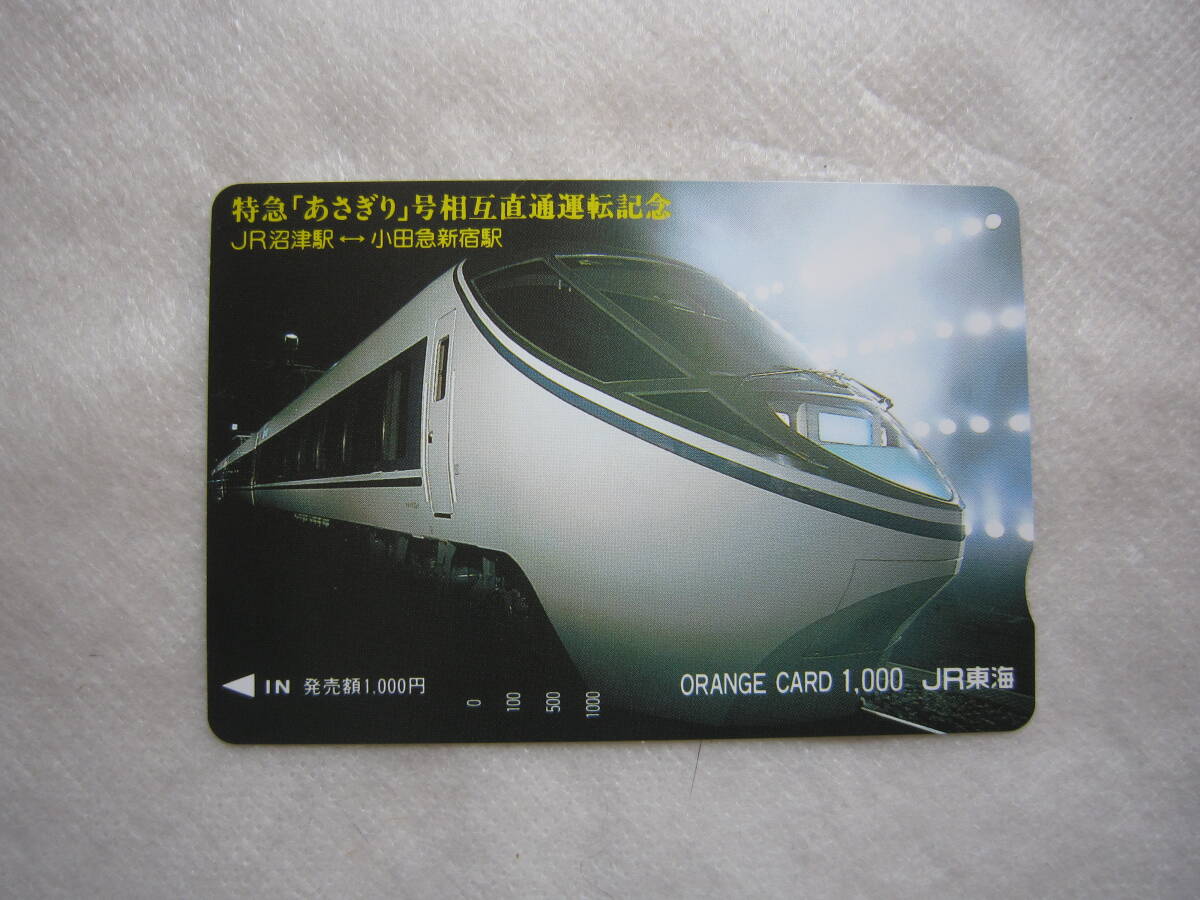 特急「あさぎり」号相互直通運転記念
JR沼津駅↔小田急新宿駅
◀IN 発売額1.000円
0 100 500 1000
ORANGE CARD 1,000 JR東海